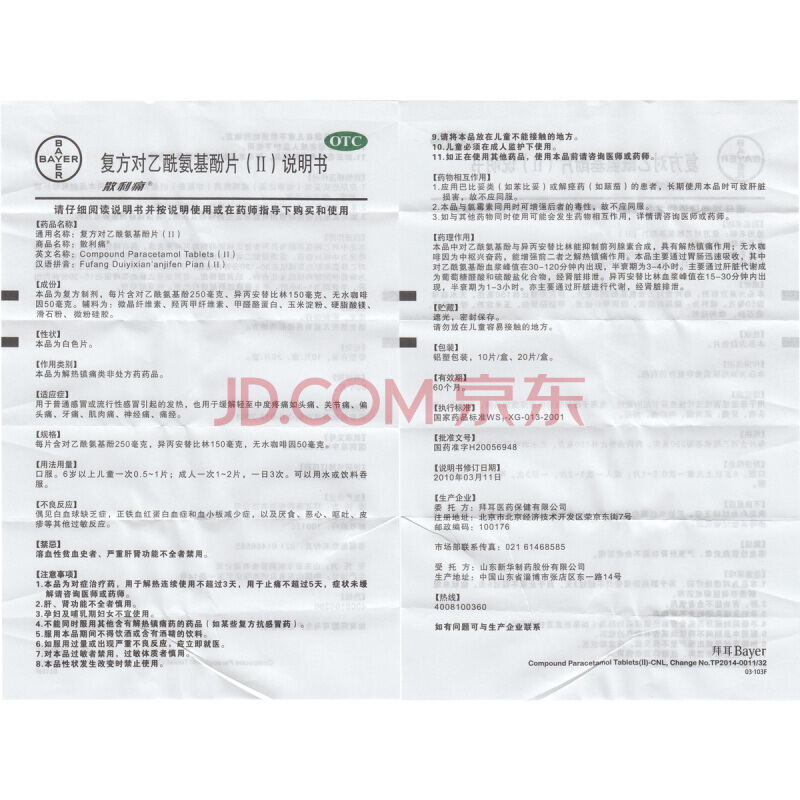 BAYER
BAYER
复方对乙酰氨基酚片（II）说明书
OTC
散利痛®
请仔细阅读说明书并按说明使用或在药师指导下购买和使用
【药品名称】
通用名称：复方对乙酰氨基酚片（II）
商品名称：散利痛®
英文名称：Compound Paracetamol Tablets（II）
汉语拼音：Fufang Duiyixian'anjifen Pian（II）
【成份】
本品为复方制剂，每片含对乙酰氨基酚250毫克，异丙安替比林150毫克，无水咖啡
因50毫克。辅料为：微晶纤维素、羟丙甲纤维素、甲醛酪蛋白、玉米淀粉、硬脂酸镁、
滑石粉、微粉硅胶。
【性状】
本品为白色片。
【作用类别】
本品为解热镇痛类非处方药药品。
【适应症】
用于普通感冒或流行性感冒引起的发热，也用于缓解轻至中度疼痛如头痛、关节痛、偏
头痛、牙痛、肌肉痛、神经痛、痛经。
【规格】
每片含对乙酰氨基酚250毫克，异丙安替比林150毫克，无水咖啡因50毫克。
【用法用量】
口服。6岁以上儿童一次0.5~1片；成人一次1~2片，一日3次。可以用水或饮料吞
服。
【不良反应】
偶见白血球缺乏症，正铁血红蛋白血症和血小板减少症，以及厌食、恶心、呕吐、皮
疹等其他过敏反应。
【禁忌】
溶血性贫血史者、严重肝肾功能不全者禁用。
【注意事项】
1.本品为对症治疗药，用于解热连续使用不超过3天，用于止痛不超过5天，症状未缓
解请咨询医师或药师。
2.肝、肾功能不全者慎用。
3.孕妇及哺乳期妇女不宜使用。
4.不能同时服用其他含有解热镇痛药的药品（如某些复方抗感冒药）。
5.服用本品期间不得饮酒或含有酒精的饮料。
6.如服用过量或出现严重不良反应，应立即就医。
7.对本品过敏者禁用，过敏体质者慎用。
8.本品性状发生改变时禁止使用。
9.请将本品放在儿童不能接触的地方。
10.儿童必须在成人监护下使用。
11.如正在使用其他药品，使用本品前请咨询医师或药师。
【药物相互作用】
1.应用巴比妥类（如苯比妥）或解痉药（如颠茄）的患者，长期使用本品时可致肝脏
损害，故不应同服。
2.本品与氯霉素同用时可增强后者的毒性，故不应同服。
3.如与其他药物同时使用可能会发生药物相互作用，详情请咨询医师或药师。
【药理作用】
本品中对乙酰氨基酚与异丙安替比林能抑制前列腺素合成，具有解热镇痛作用；无水咖
啡因为中枢兴奋药，能增强前二者之解热镇痛作用。本品主要通过胃肠迅速吸收，其中
对乙酰氨基酚血浆峰值在30-120分钟内出现，半衰期为3~4小时。主要通过肝脏代谢成
为葡萄糖醛酸和硫酸盐化合物，经肾脏排泄。异丙安替比林血浆峰值在15-30分钟内出
现，半衰期为1-3小时。亦主要通过肝脏进行代谢，经肾脏排泄。
【贮藏】
遮光，密封保存。
请勿放在儿童容易接触的地方。
【包装】
铝塑包装，10片/盒，20片/盒。
【有效期】
60个月。
JD.COM 京东
【执行标准】
国家药品标准WS₁-XG-013-2001
【批准文号】
国药准字H20056948
【说明书修订日期】
2010年03月11日
【生产企业】
委 托 方：拜耳医药保健有限公司
注册地址：北京市北京经济技术开发区荣京东街7号
邮政编码：100176
市场部联系传真：021 61468585
受 托 方：山东新华制药股份有限公司
生产地址：中国山东省淄博市张店区东一路14号
【热线】
4008100360
如有问题可与生产企业联系
拜耳Bayer
Compound Paracetamol Tablets(II)-CNL, Change No.TP2014-0011/32
03-103F